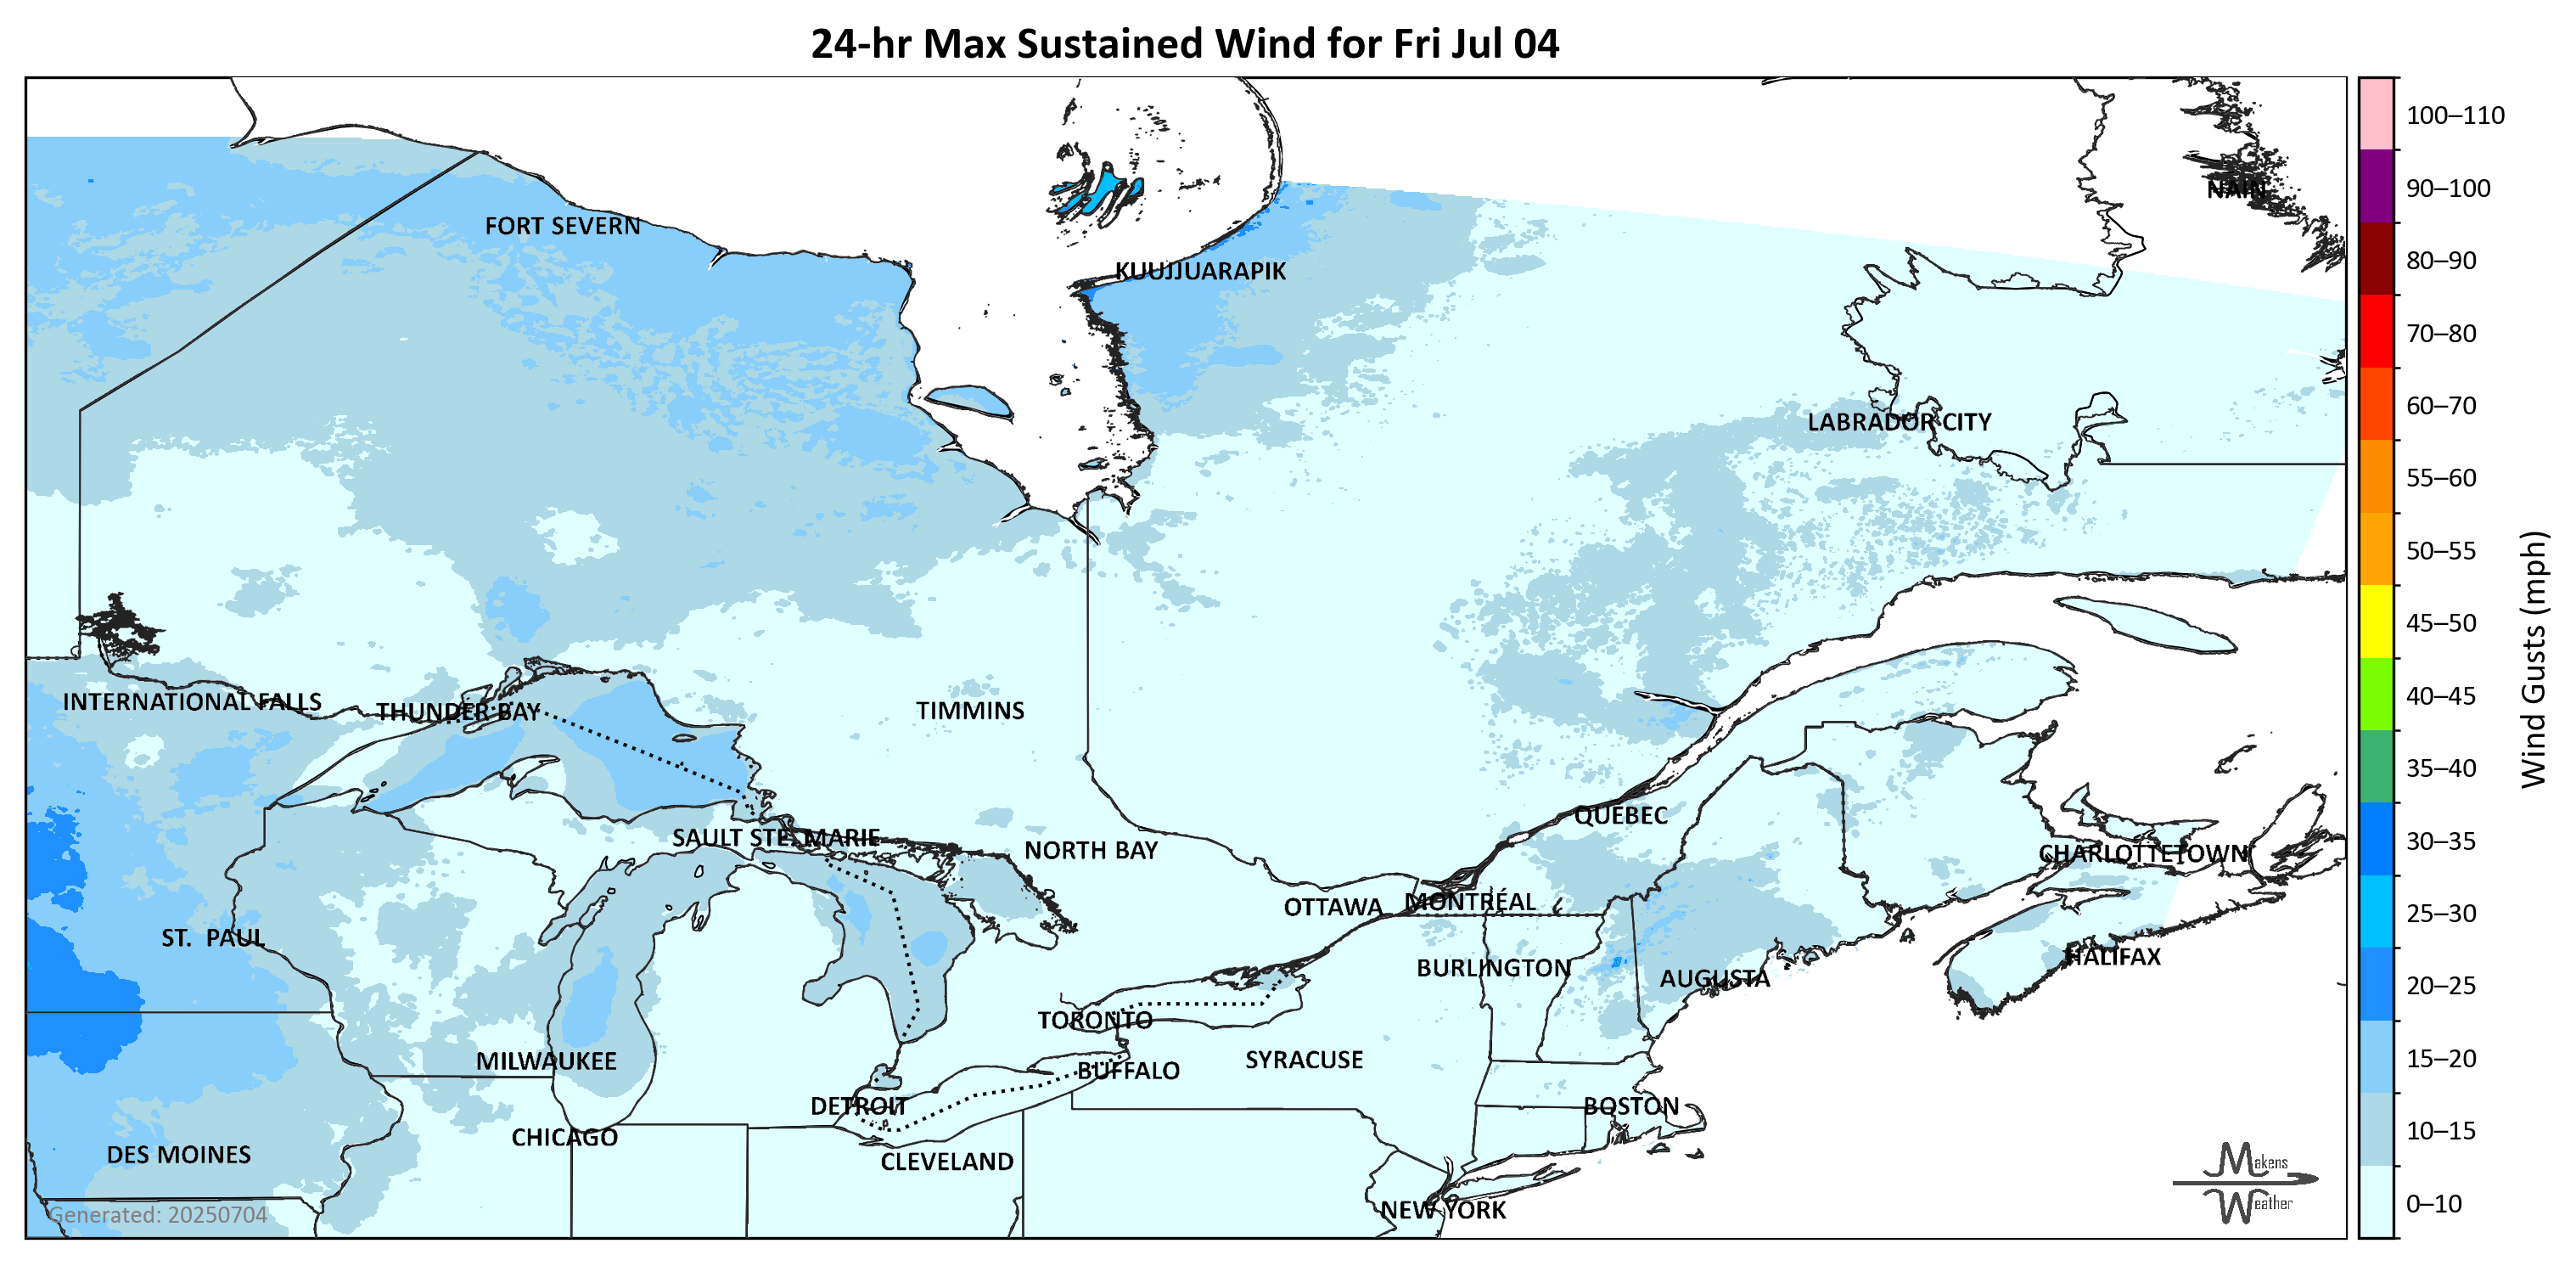 24-hr Max Sustained Wind for Fri Jul 04
100–110
90–100
NAIN
FORT SEVERN
80–90
KUUJJUARAPIK
70–80
60–70
LABRADOR CITY
55–60
50–55
45–50
Wind Gusts (mph)
40–45
INTERNATIONAL FALLS
THUNDER BAY
TIMMINS
35–40
QUEBEC
SAULT STE. MARIE
30–35
NORTH BAY
CHARLOTTETOWN
OTTAWA
MONTRÉAL
25–30
ST. PAUL
HALIFAX
BURLINGTON
AUGUSTA
20–25
TORONTO
MILWAUKEE
SYRACUSE
15–20
BUFFALO
DETROIT
BOSTON
10–15
CHICAGO
DES MOINES
CLEVELAND
Makens
Weather
0–10
NEW YORK
Generated: 20250704